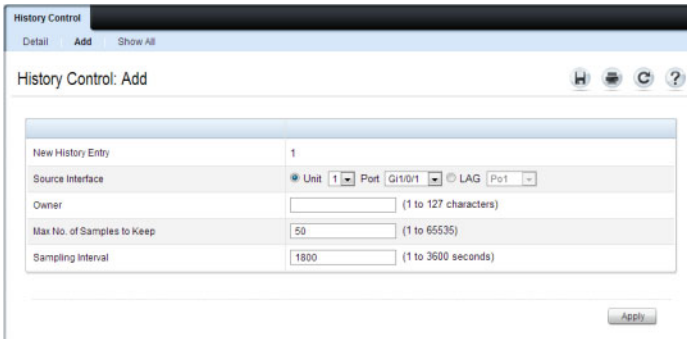 History Control
Detail Add Show All
History Control: Add
New History Entry 1
Source Interface Unit 1 Port Gi1/0/1 LAG Po1
Owner (1 to 127 characters)
Max No. of Samples to Keep 50 (1 to 65535)
Sampling Interval 1800 (1 to 3600 seconds)
Apply